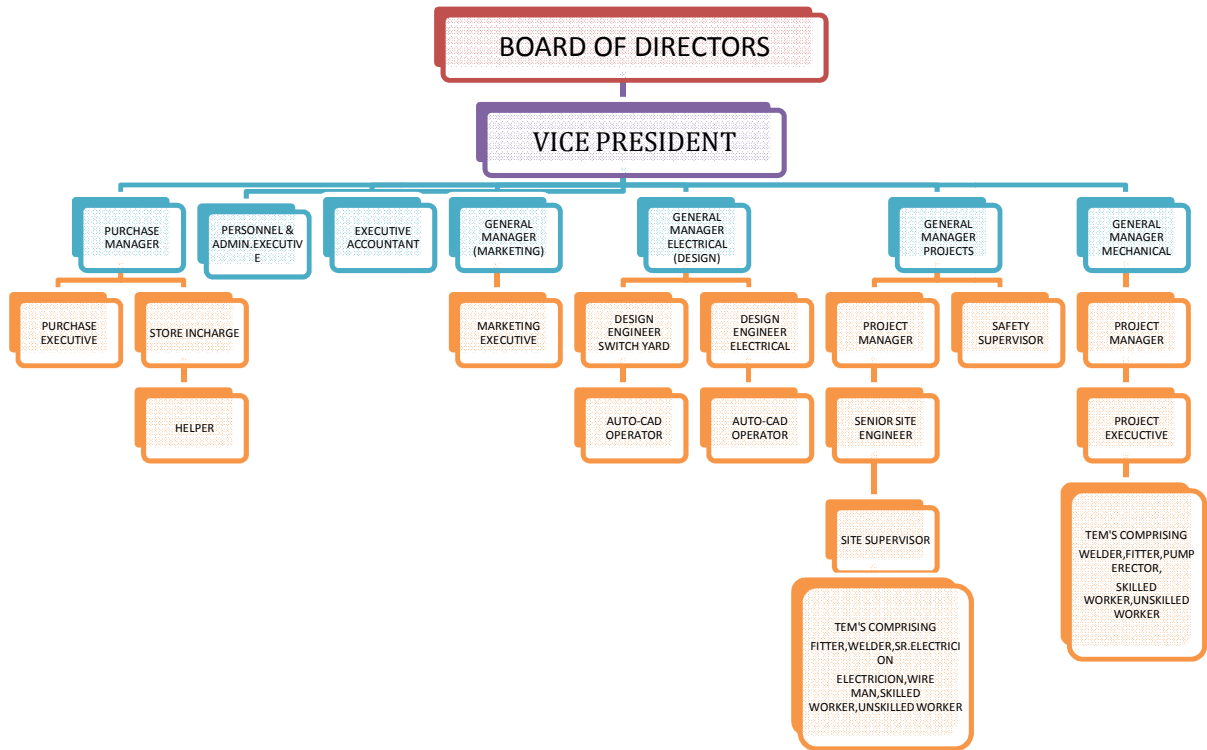 BOARD OF DIRECTORS
VICE PRESIDENT
PURCHASE
MANAGER
PERSONNEL &
ADMIN.EXECUTIV
E
EXECUTIVE
ACCOUNTANT
GENERAL
MANAGER
(MARKETING)
GENERAL
MANAGER
ELECTRICAL
(DESIGN)
GENERAL
MANAGER
PROJECTS
GENERAL
MANAGER
MECHANICAL
PURCHASE
EXECUTIVE
STORE INCHARGE
MARKETING
EXECUTIVE
DESIGN
ENGINEER
SWITCH YARD
DESIGN
ENGINEER
ELECTRICAL
PROJECT
MANAGER
SAFETY
SUPERVISOR
PROJECT
MANAGER
HELPER
AUTO-CAD
OPERATOR
AUTO-CAD
OPERATOR
SENIOR SITE
ENGINEER
PROJECT
EXECUCTIVE
SITE SUPERVISOR
TEM'S COMPRISING
WELDER,FITTER,PUMP
ERECTOR,
SKILLED
WORKER,UNSKILLED
WORKER
TEM'S COMPRISING
FITTER,WELDER,SR.ELECTRICI
ON
ELECTRICION,WIRE
MAN,SKILLED
WORKER,UNSKILLED WORKER